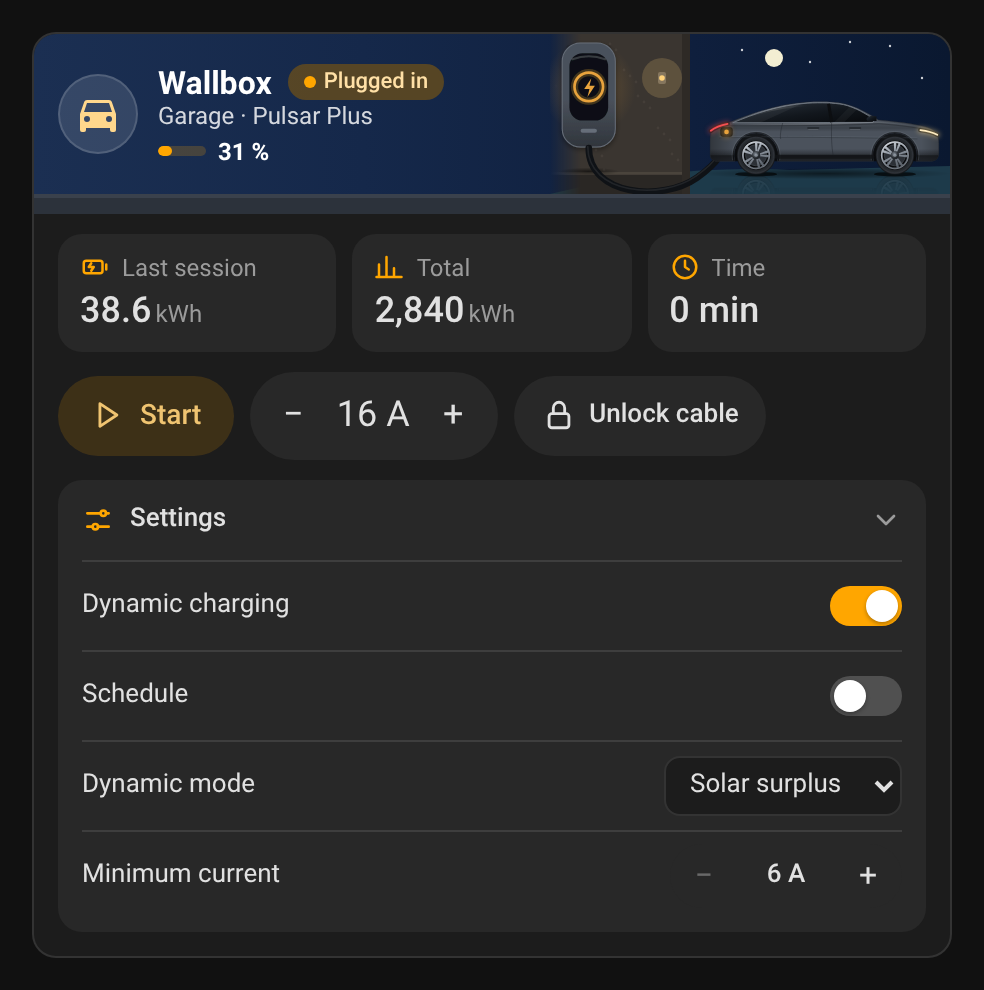 Wallbox
Plugged in
Garage · Pulsar Plus
31 %
Last session
38.6 kWh
Total
2,840 kWh
Time
0 min
Start
− 16 A +
Unlock cable
Settings
Dynamic charging
Schedule
Dynamic mode
Solar surplus
Minimum current
− 6 A +